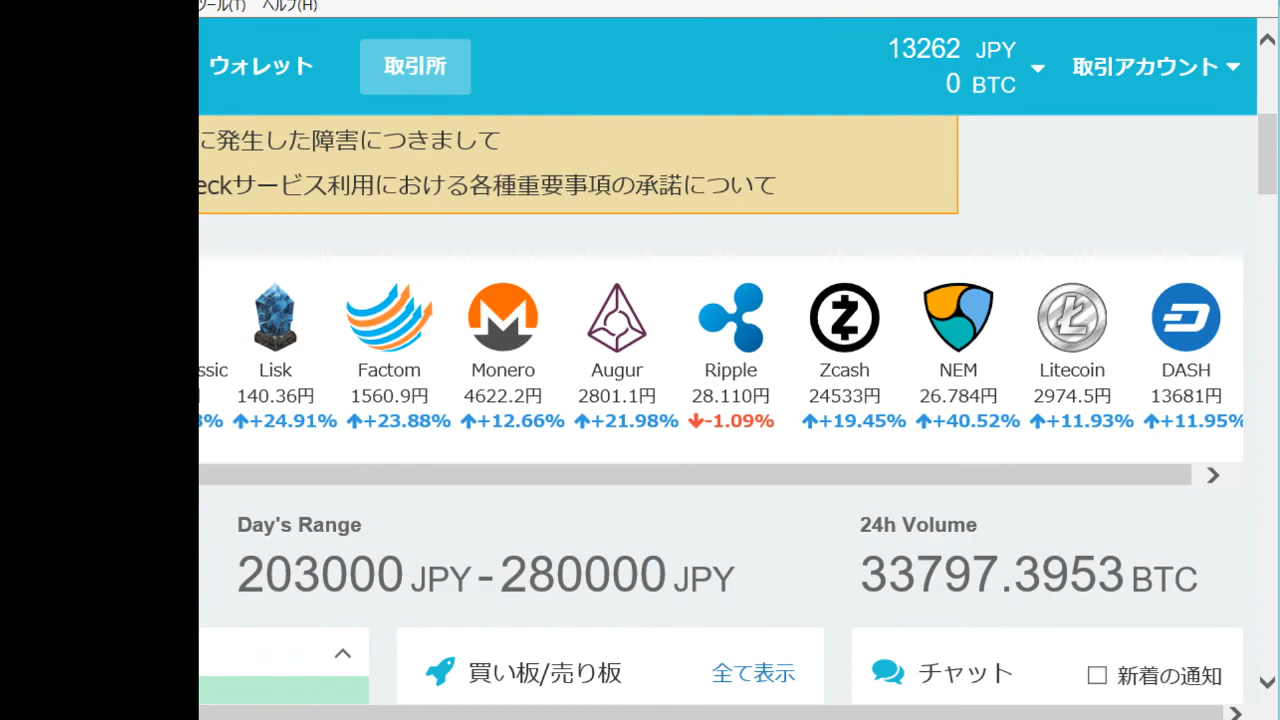 ツール(T) ヘルプ(H)
ウォレット
取引所
13262 JPY
0 BTC
取引アカウント
に発生した障害につきまして
eckサービス利用における各種重要事項の承諾について
ssic Lisk Factom Monero Augur Ripple Zcash NEM Litecoin DASH
140.36円 1560.9円 4622.2円 2801.1円 28.110円 24533円 26.784円 2974.5円 13681円
% +24.91% +23.88% +12.66% +21.98% -1.09% +19.45% +40.52% +11.93% +11.95%
Day's Range
24h Volume
203000 JPY - 280000 JPY
33797.3953 BTC
買い板/売り板
全て表示
チャット
新着の通知